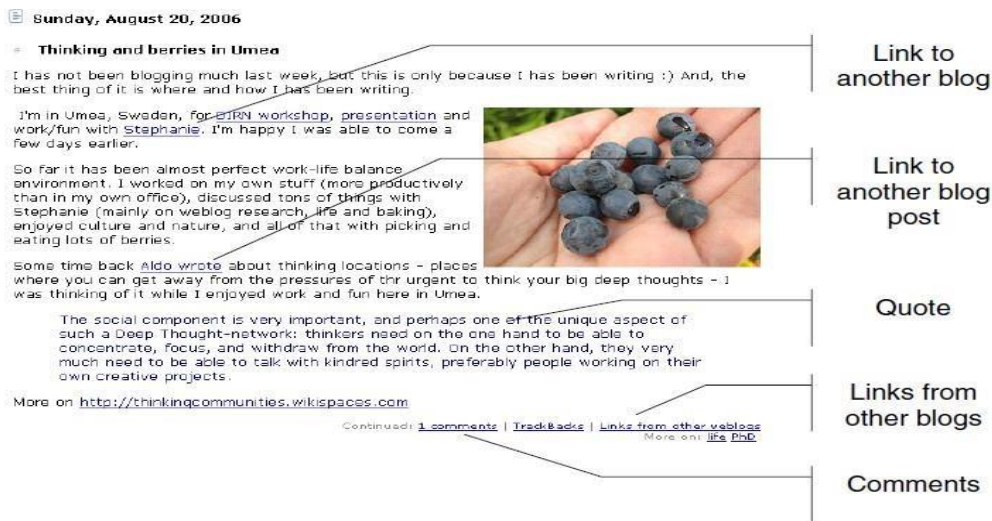 Sunday, August 20, 2006
Thinking and berries in Umea
I has not been blogging much last week, but this is only because I has been writing :) And, the
best thing of it is where and how I has been writing.
I'm in Umea, Sweden, for DIRN workshop, presentation and
work/fun with Stephanie. I'm happy I was able to come a
few days earlier.
So far it has been almost perfect work-life balance
environment. I worked on my own stuff (more productively
than in my own office), discussed tons of things with
Stephanie (mainly on weblog research, life and baking),
enjoyed culture and nature, and all of that with picking and
eating lots of berries.
Some time back Aldo wrote about thinking locations - places
where you can get away from the pressures of thr urgent to think your big deep thoughts - I
was thinking of it while I enjoyed work and fun here in Umea.
The social component is very important, and perhaps one of the unique aspect of
such a Deep Thought-network: thinkers need on the one hand to be able to
concentrate, focus, and withdraw from the world. On the other hand, they very
much need to be able to talk with kindred spirits, preferably people working on their
own creative projects.
More on http://thinkingcommunities.wikispaces.com
Continued: 1 comments | TrackBacks | Links from other weblogs
More on: life PhD
Link to
another blog
Link to
another blog
post
Quote
Links from
other blogs
Comments